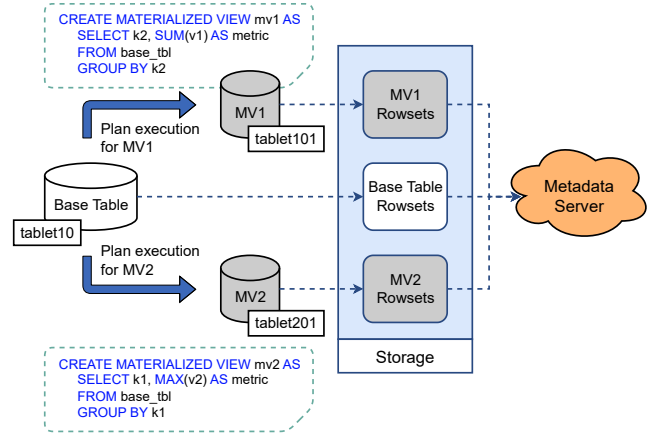 CREATE MATERIALIZED VIEW mv1 AS
SELECT k2, SUM(v1) AS metric
FROM base_tbl
GROUP BY k2
MV1
tablet101
Plan execution
for MV1
MV1
Rowsets
Base Table
tablet10
Base Table
Rowsets
Metadata
Server
Plan execution
for MV2
MV2
tablet201
MV2
Rowsets
Storage
CREATE MATERIALIZED VIEW mv2 AS
SELECT k1, MAX(v2) AS metric
FROM base_tbl
GROUP BY k1